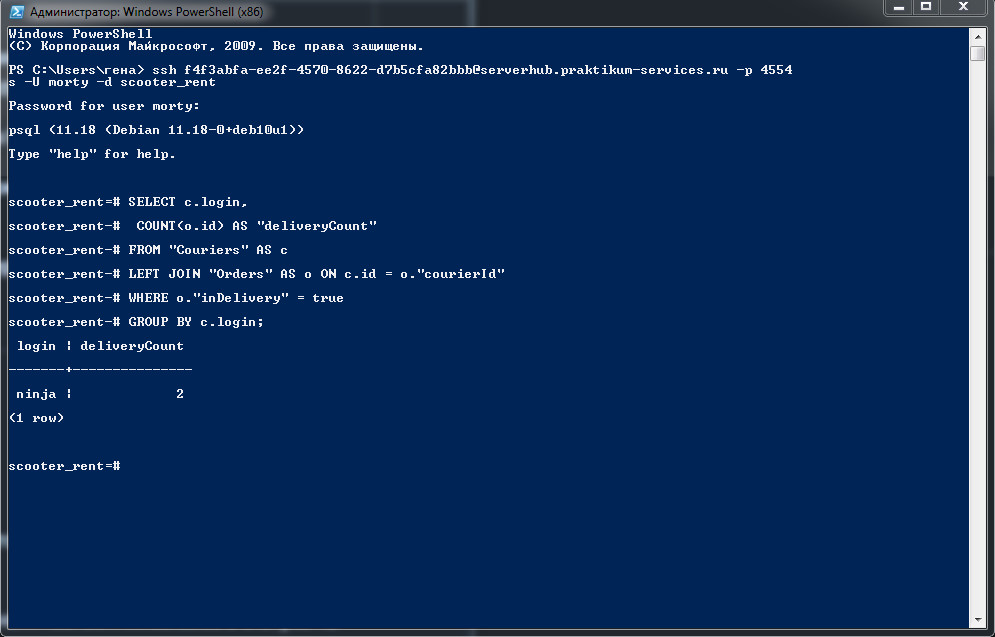 Администратор: Windows PowerShell (x86)
Windows PowerShell
(C) Корпорация Майкрософт, 2009. Все права защищены.
PS C:\Users\гена> ssh f4f3abfa-ee2f-4570-8622-d7b5cfa82bbb@serverhub.praktikum-services.ru -p 4554
s -U morty -d scooter_rent
Password for user morty:
psql (11.18 (Debian 11.18-0+deb10u1))
Type "help" for help.
scooter_rent=# SELECT c.login,
scooter_rent-#  COUNT(o.id) AS "deliveryCount"
scooter_rent-# FROM "Couriers" AS c
scooter_rent-# LEFT JOIN "Orders" AS o ON c.id = o."courierId"
scooter_rent-# WHERE o."inDelivery" = true
scooter_rent-# GROUP BY c.login;
 login | deliveryCount
-------+---------------
 ninja |             2
(1 row)
scooter_rent=#